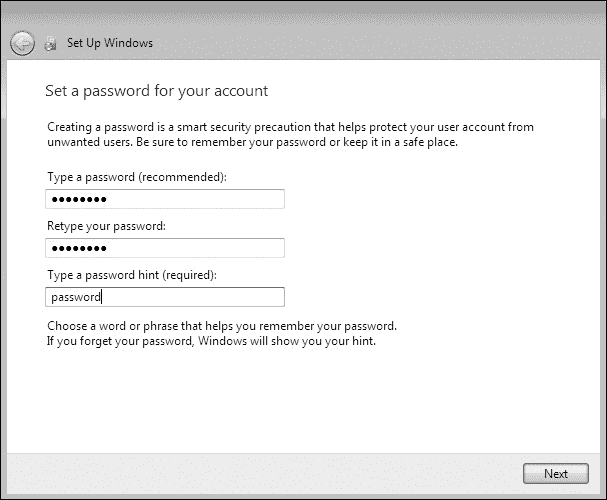 Set Up Windows
Set a password for your account
Creating a password is a smart security precaution that helps protect your user account from
unwanted users. Be sure to remember your password or keep it in a safe place.
Type a password (recommended):
●●●●●●●●
Retype your password:
●●●●●●●●
Type a password hint (required):
password
Choose a word or phrase that helps you remember your password.
If you forget your password, Windows will show you your hint.
Next